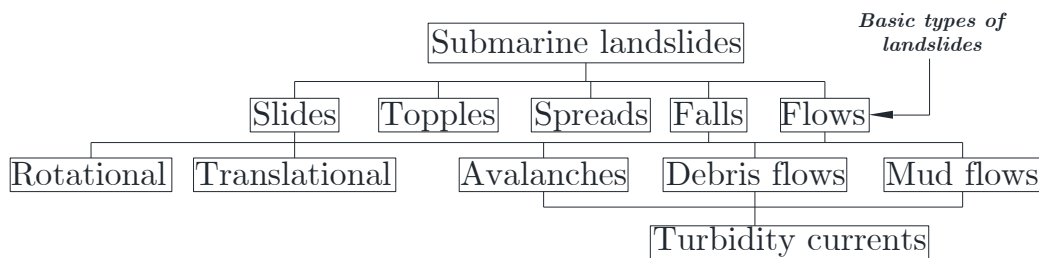 Basic types of
landslides
Submarine landslides
Slides Topples Spreads Falls Flows
Rotational Translational Avalanches Debris flows Mud flows
Turbidity currents